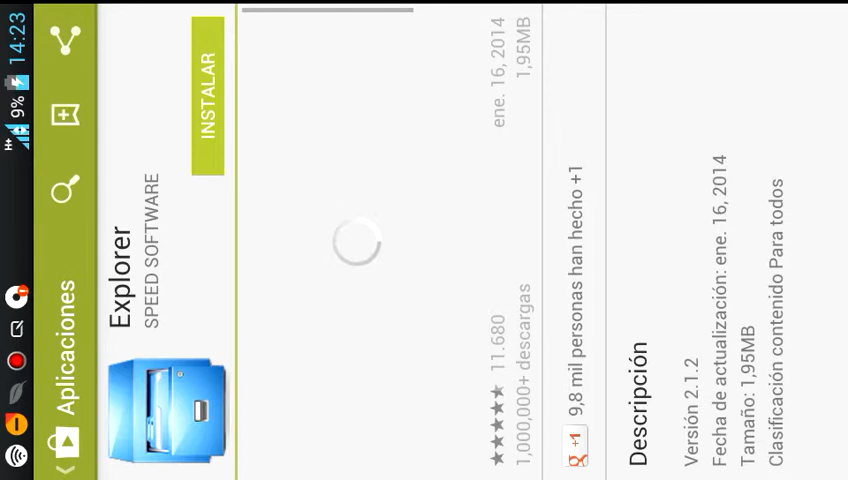 H+ 9% 14:23
Aplicaciones
Explorer
SPEED SOFTWARE
INSTALAR
11.680 ene. 16, 2014
1,000,000+ descargas 1,95MB
g +1 9,8 mil personas han hecho +1
Descripción
Versión 2.1.2
Fecha de actualización: ene. 16, 2014
Tamaño: 1,95MB
Clasificación contenido Para todos